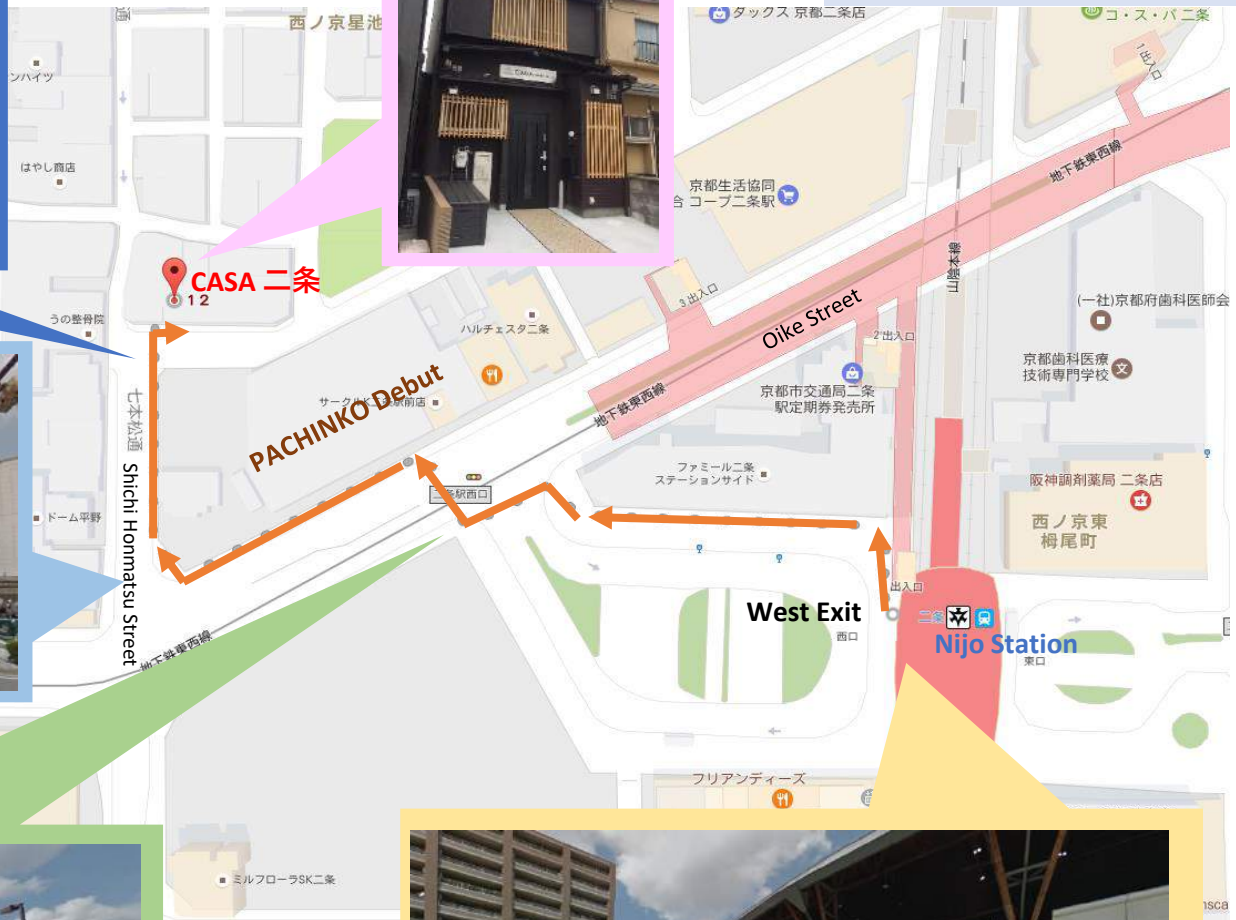 西ノ京星池
ダックス 京都二条店
コ・ス・パ 二条
1出入口
ンハイツ
はやし商店
京都生活協同
合 コープ二条駅
地下鉄東西線
山陰本線
CASA 二条
12
うの整骨院
3出入口
Oike Street
ハルチェスタ二条
2出入口
(一社)京都府歯科医師会
京都歯科医療
技術専門学校
文
京都市交通局二条
駅定期券発売所
サークルK二条駅前店
PACHINKO Debut
地下鉄東西線
七本松通
Shichi Honmatsu Street
二条駅西口
ファミール二条
ステーションサイド
阪神調剤薬局 二条店
西ノ京東
栂尾町
ドーム平野
出入口
West Exit
西口
二条
Nijo Station
東口
地下鉄東西線
フリアンディーズ
ミルフローラSK二条